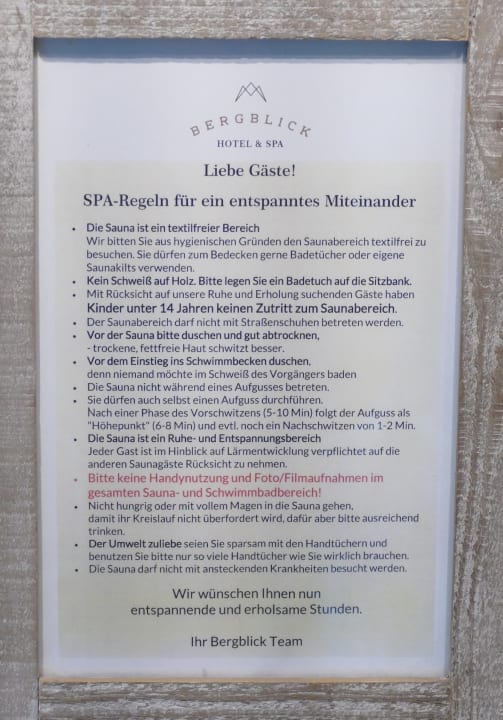 BERGBLICK
HOTEL & SPA
Liebe Gäste!
SPA-Regeln für ein entspanntes Miteinander
• Die Sauna ist ein textilfreier Bereich
Wir bitten Sie aus hygienischen Gründen den Saunabereich textilfrei zu
besuchen. Sie dürfen zum Bedecken gerne Badetücher oder eigene
Saunakilts verwenden.
• Kein Schweiß auf Holz. Bitte legen Sie ein Badetuch auf die Sitzbank.
• Mit Rücksicht auf unsere Ruhe und Erholung suchenden Gäste haben
Kinder unter 14 Jahren keinen Zutritt zum Saunabereich.
• Der Saunabereich darf nicht mit Straßenschuhen betreten werden.
• Vor der Sauna bitte duschen und gut abtrocknen,
- trockene, fettfreie Haut schwitzt besser.
• Vor dem Einstieg ins Schwimmbecken duschen,
denn niemand möchte im Schweiß des Vorgängers baden
• Die Sauna nicht während eines Aufgusses betreten.
• Sie dürfen auch selbst einen Aufguss durchführen.
Nach einer Phase des Vorschwitzens (5-10 Min) folgt der Aufguss als
"Höhepunkt" (6-8 Min) und evtl. noch ein Nachschwitzen von 1-2 Min.
• Die Sauna ist ein Ruhe- und Entspannungsbereich
Jeder Gast ist im Hinblick auf Lärmentwicklung verpflichtet auf die
anderen Saunagäste Rücksicht zu nehmen.
• Bitte keine Handynutzung und Foto/Filmaufnahmen im
gesamten Sauna- und Schwimmbadbereich!
• Nicht hungrig oder mit vollem Magen in die Sauna gehen,
damit ihr Kreislauf nicht überfordert wird, dafür aber bitte ausreichend
trinken.
• Der Umwelt zuliebe seien Sie sparsam mit den Handtüchern und
benutzen Sie bitte nur so viele Handtücher wie Sie wirklich brauchen.
• Die Sauna darf nicht mit ansteckenden Krankheiten besucht werden.
Wir wünschen Ihnen nun
entspannende und erholsame Stunden.
Ihr Bergblick Team